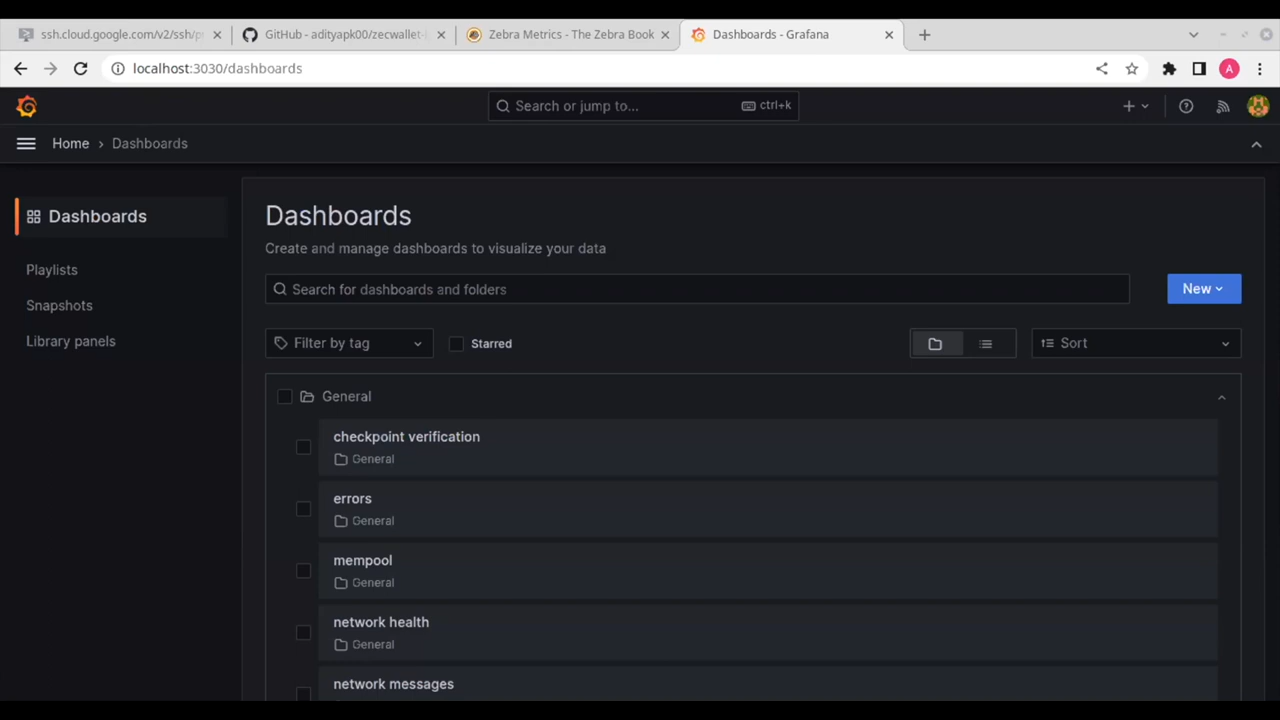 ssh.cloud.google.com/v2/ssh/p
GitHub - adityapk00/zecwallet-
Zebra Metrics - The Zebra Book
Dashboards - Grafana
localhost:3030/dashboards
A
Search or jump to...
ctrl+k
Home › Dashboards
Dashboards
Playlists
Snapshots
Library panels
Dashboards
Create and manage dashboards to visualize your data
Search for dashboards and folders
New
Filter by tag
Starred
Sort
General
checkpoint verification
General
errors
General
mempool
General
network health
General
network messages